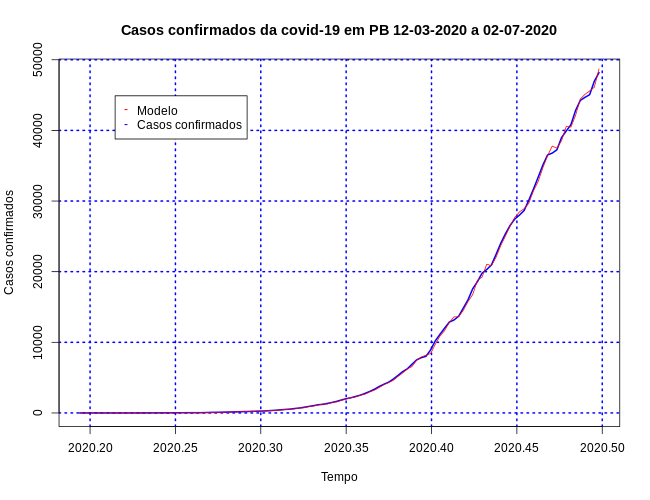 Casos confirmados da covid-19 em PB 12-03-2020 a 02-07-2020
50000
40000
30000
20000
10000
0
Casos confirmados
- Modelo
- Casos confirmados
2020.20 2020.25 2020.30 2020.35 2020.40 2020.45 2020.50
Tempo